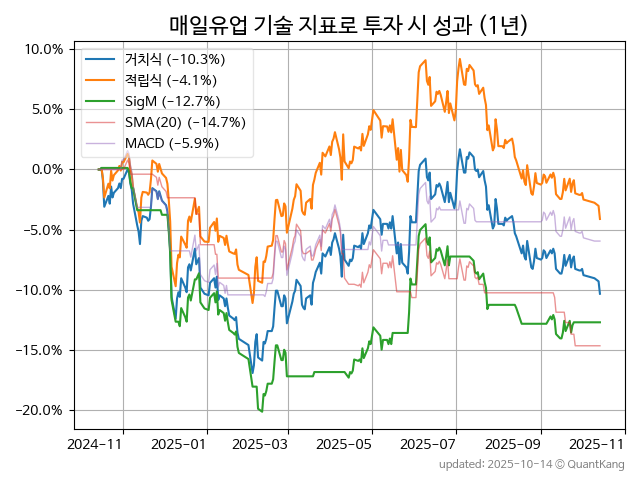 매일유업 기술 지표로 투자 시 성과 (1년)
10.0%
5.0%
0.0%
−5.0%
−10.0%
−15.0%
−20.0%
거치식 (−10.3%)
적립식 (−4.1%)
SigM (−12.7%)
SMA(20) (−14.7%)
MACD (−5.9%)
2024-11 2025-01 2025-03 2025-05 2025-07 2025-09 2025-11
updated: 2025-10-14 © QuantKang